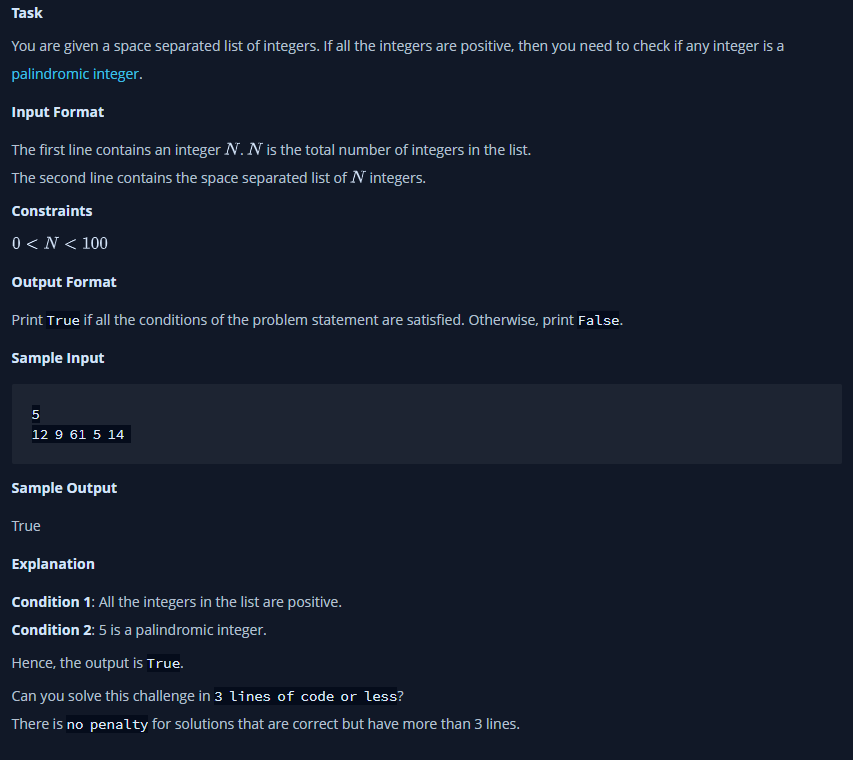 Task
You are given a space separated list of integers. If all the integers are positive, then you need to check if any integer is a
palindromic integer.
Input Format
The first line contains an integer N. N is the total number of integers in the list.
The second line contains the space separated list of N integers.
Constraints
0 < N < 100
Output Format
Print True if all the conditions of the problem statement are satisfied. Otherwise, print False.
Sample Input
5
12 9 61 5 14
Sample Output
True
Explanation
Condition 1: All the integers in the list are positive.
Condition 2: 5 is a palindromic integer.
Hence, the output is True.
Can you solve this challenge in 3 lines of code or less?
There is no penalty for solutions that are correct but have more than 3 lines.